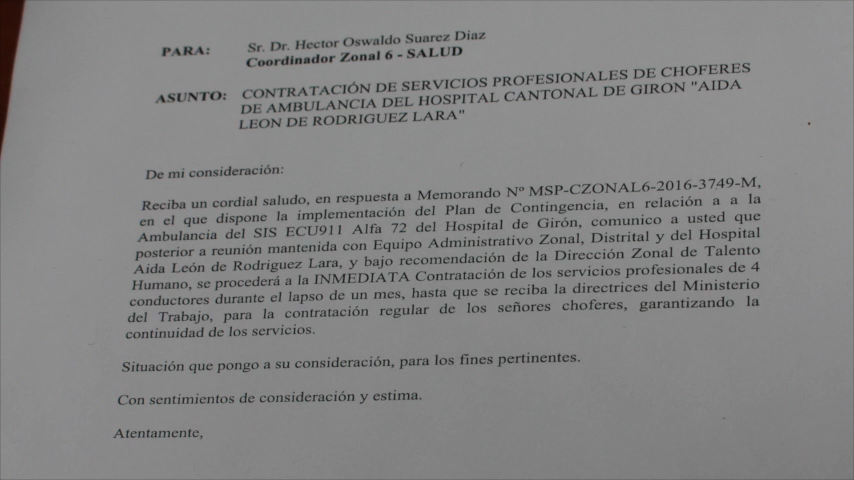 PARA: Sr. Dr. Hector Oswaldo Suarez Diaz
Coordinador Zonal 6 - SALUD
ASUNTO: CONTRATACIÓN DE SERVICIOS PROFESIONALES DE CHOFERES
DE AMBULANCIA DEL HOSPITAL CANTONAL DE GIRON "AIDA
LEON DE RODRIGUEZ LARA"
De mi consideración:
Reciba un cordial saludo, en respuesta a Memorando Nº MSP-CZONAL6-2016-3749-M,
en el que dispone la implementación del Plan de Contingencia, en relación a a la
Ambulancia del SIS ECU911 Alfa 72 del Hospital de Girón, comunico a usted que
posterior a reunión mantenida con Equipo Administrativo Zonal, Distrital y del Hospital
Aida León de Rodriguez Lara, y bajo recomendación de la Dirección Zonal de Talento
Humano, se procederá a la INMEDIATA Contratación de los servicios profesionales de 4
conductores durante el lapso de un mes, hasta que se reciba la directrices del Ministerio
del Trabajo, para la contratación regular de los señores choferes, garantizando la
continuidad de los servicios.
Situación que pongo a su consideración, para los fines pertinentes.
Con sentimientos de consideración y estima.
Atentamente,